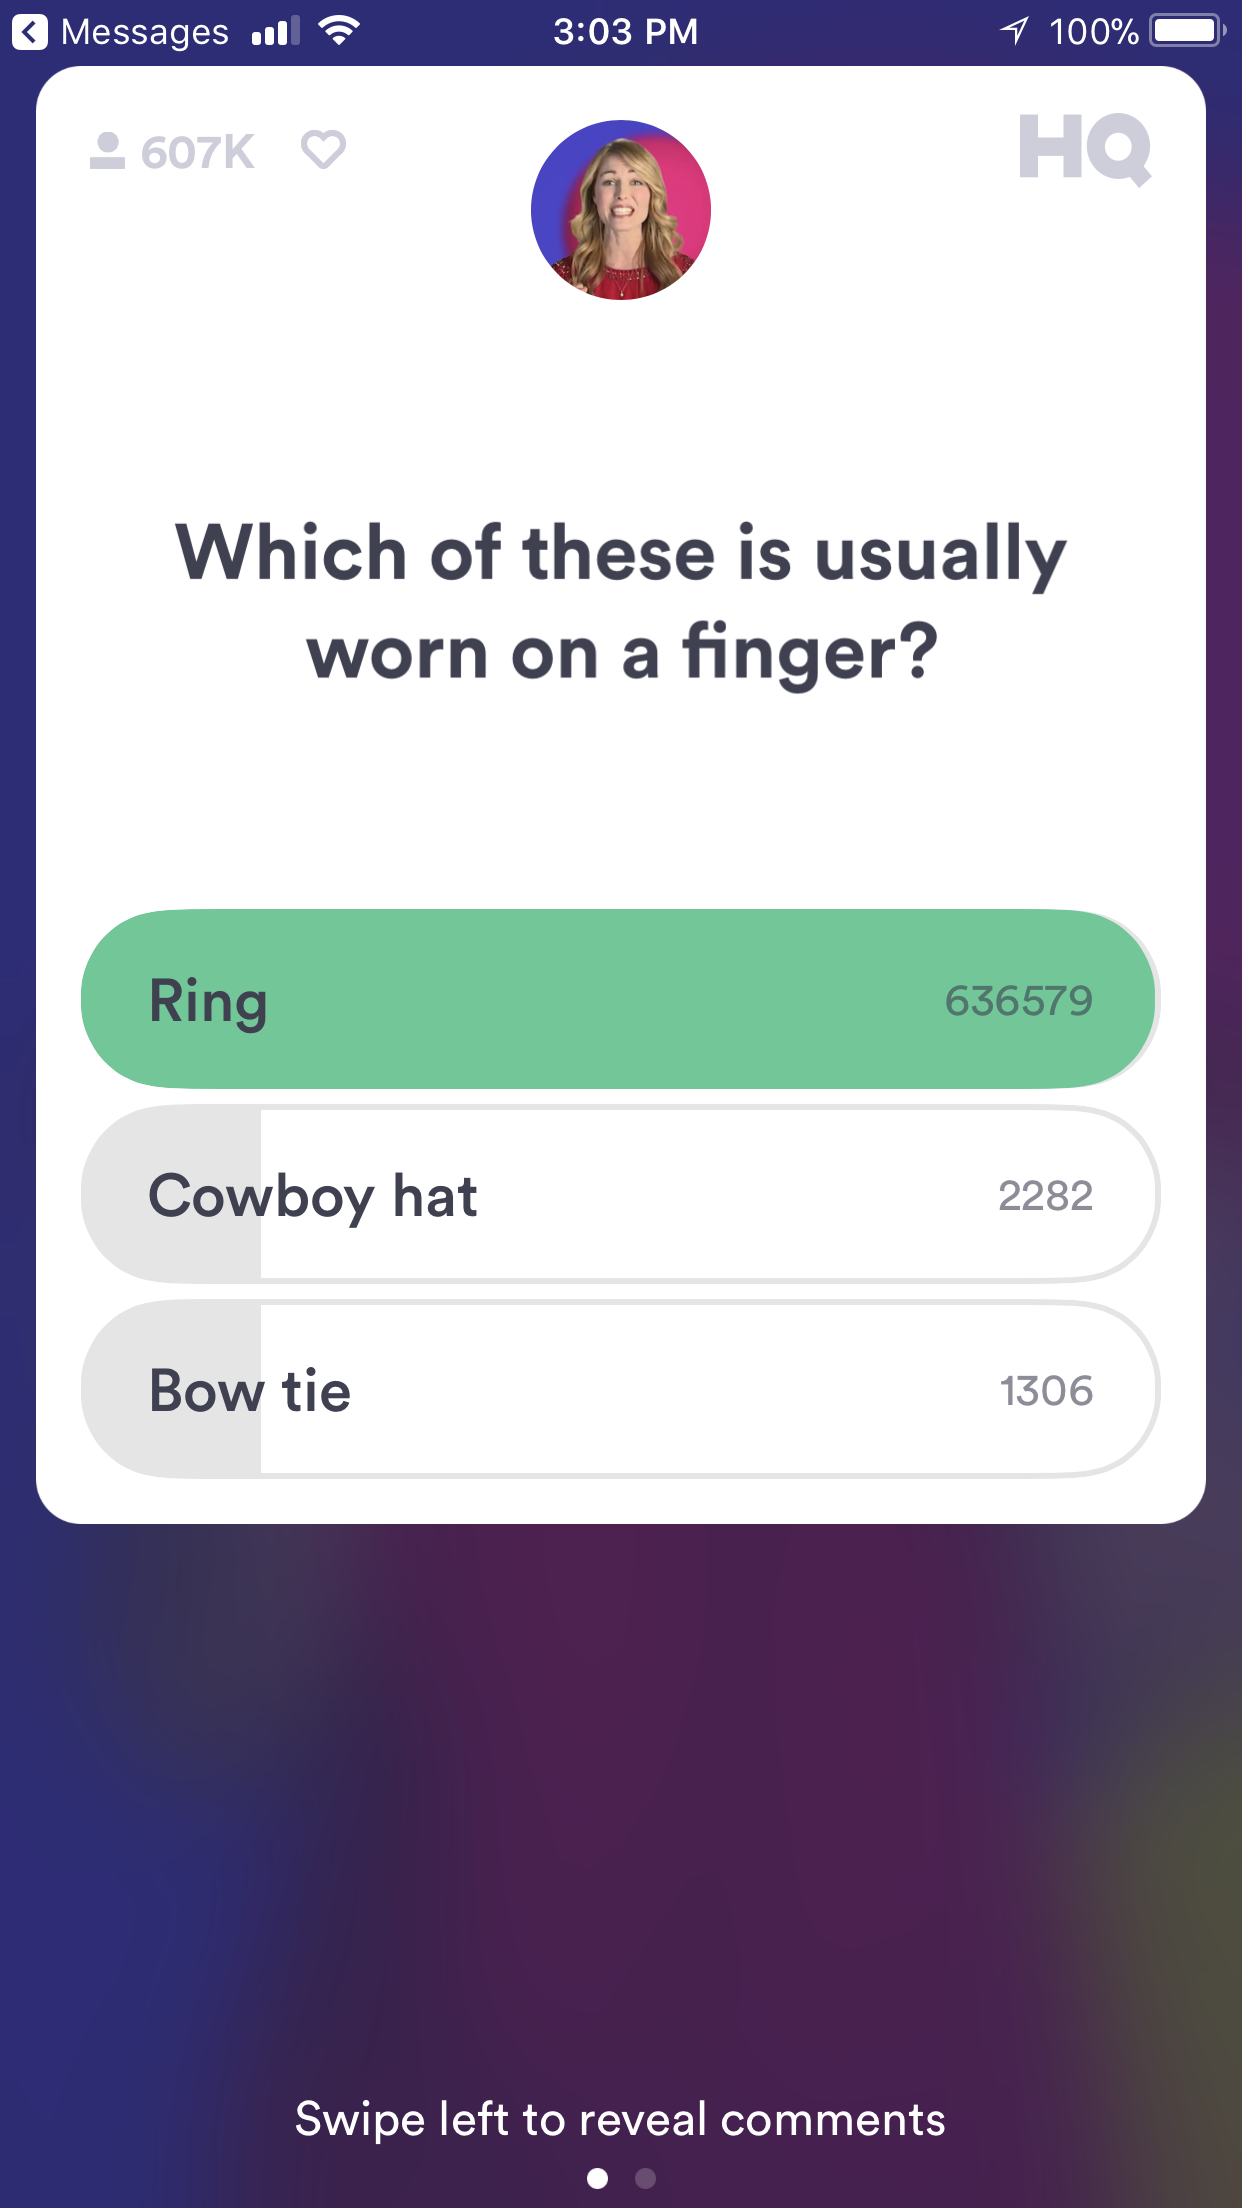 Messages 3:03 PM 100%
607K HQ
Which of these is usually
worn on a finger?
Ring 636579
Cowboy hat 2282
Bow tie 1306
Swipe left to reveal comments